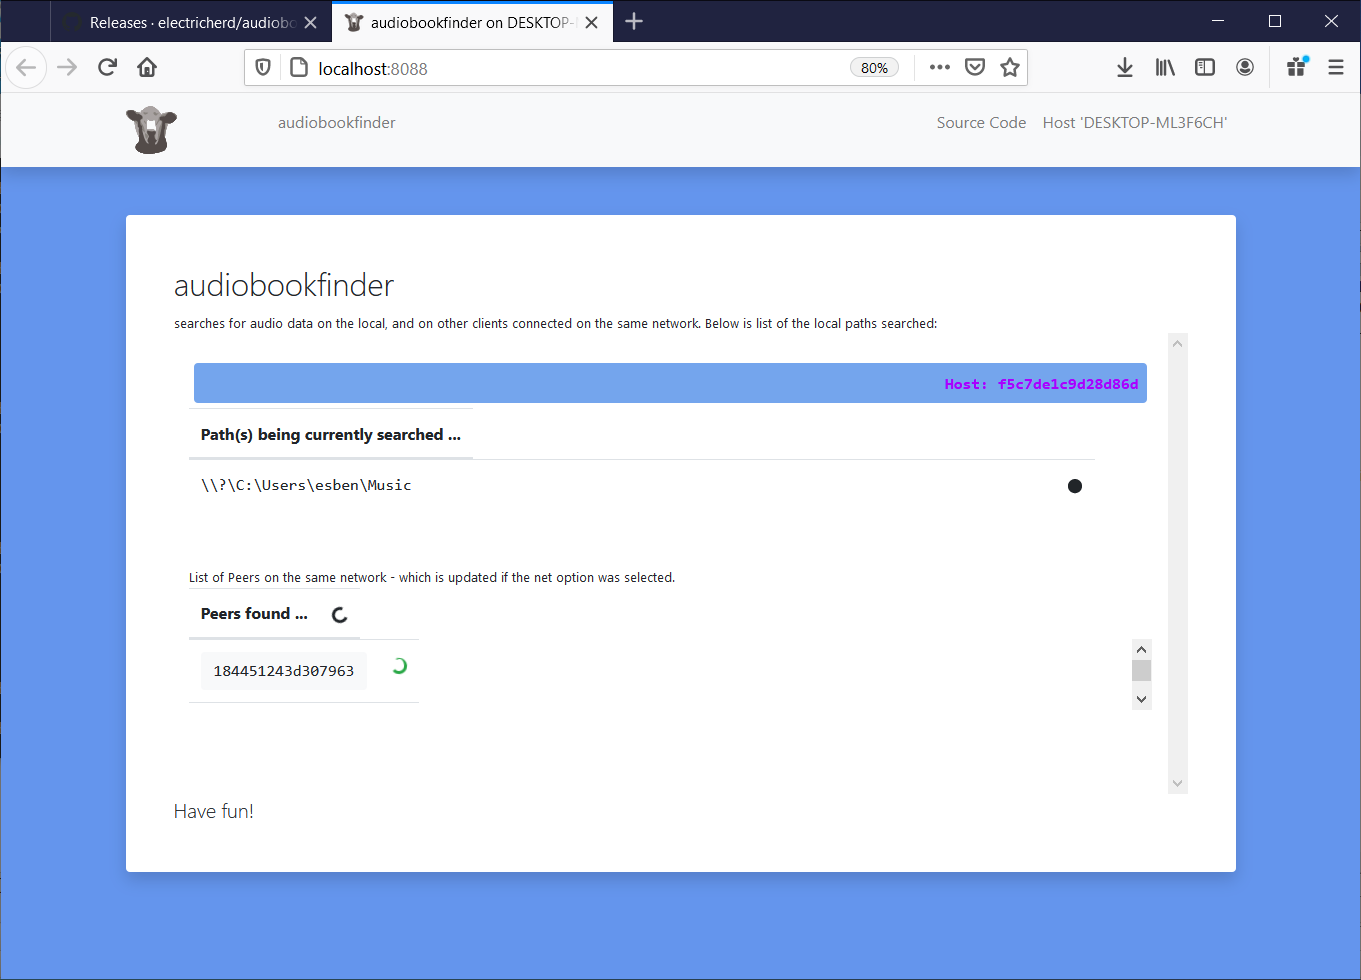 Releases · electricherd/audiobo
audiobookfinder on DESKTOP-
localhost:8088
80%
audiobookfinder
Source Code
Host 'DESKTOP-ML3F6CH'
audiobookfinder
searches for audio data on the local, and on other clients connected on the same network. Below is list of the local paths searched:
Host: f5c7de1c9d28d86d
Path(s) being currently searched ...
\\?\C:\Users\esben\Music
List of Peers on the same network - which is updated if the net option was selected.
Peers found ...
184451243d307963
Have fun!